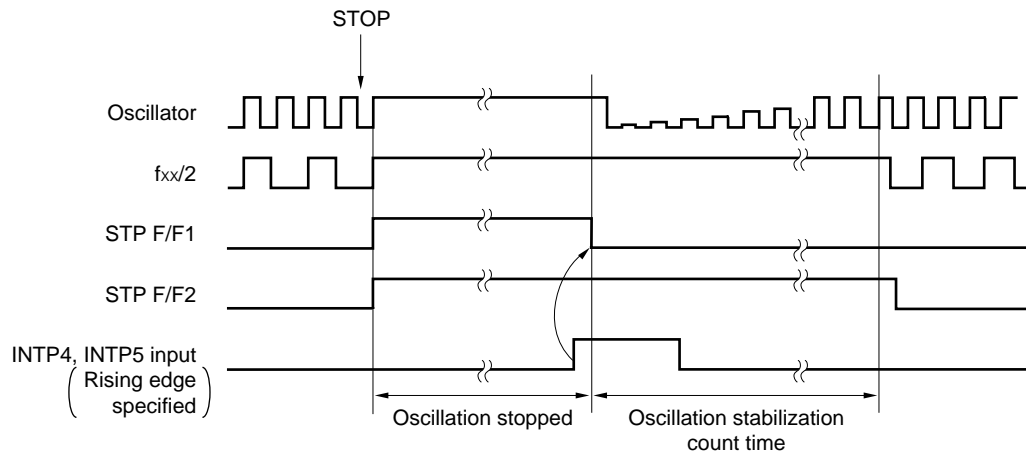 STOP
Oscillator
fxx/2
STP F/F1
STP F/F2
INTP4, INTP5 input
Rising edge
specified
Oscillation stopped
Oscillation stabilization
count time